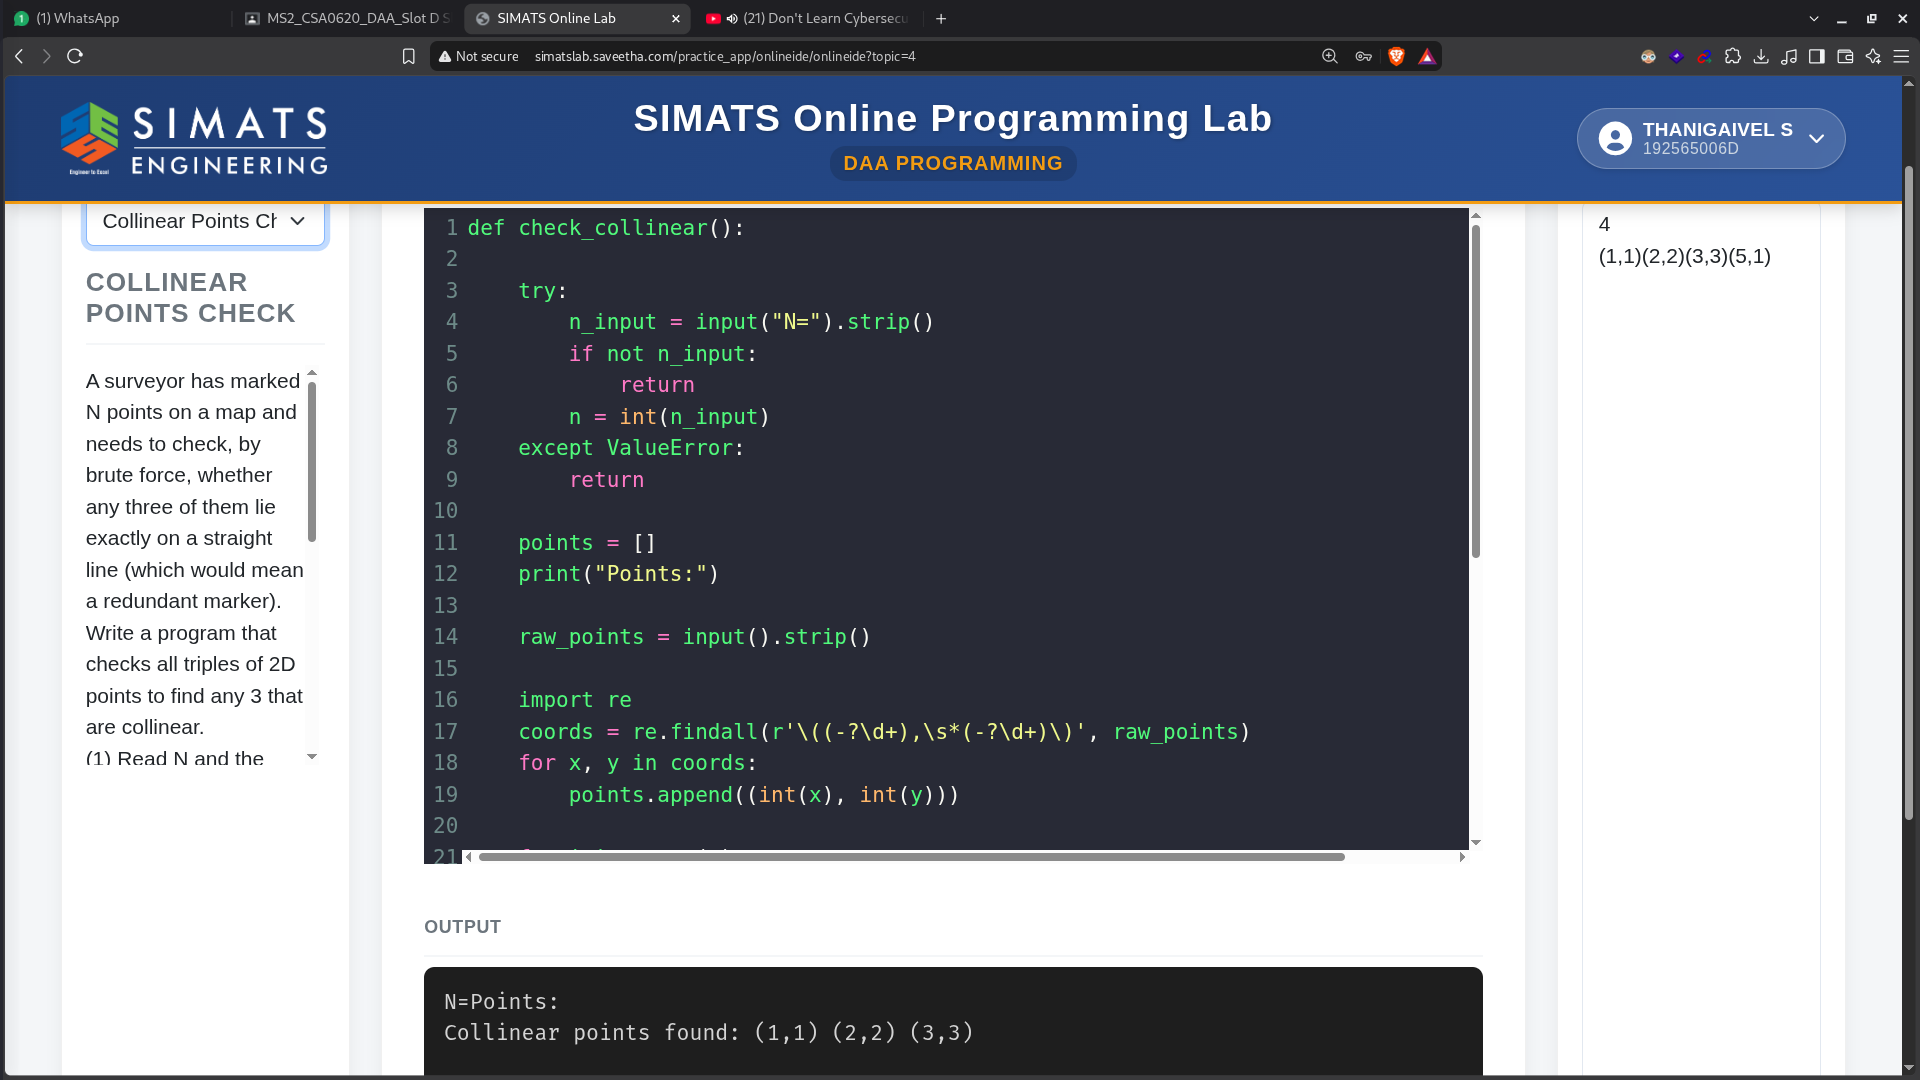 (1) WhatsApp
MS2_CSA0620_DAA_Slot D S
SIMATS Online Lab
(21) Don't Learn Cybersecu
Not secure simatslab.saveetha.com/practice_app/onlineide/onlineide?topic=4
SIMATS
ENGINEERING
Engineer to Excel
SIMATS Online Programming Lab
DAA PROGRAMMING
THANIGAIVEL S
192565006D
Collinear Points Ch
COLLINEAR
POINTS CHECK
A surveyor has marked
N points on a map and
needs to check, by
brute force, whether
any three of them lie
exactly on a straight
line (which would mean
a redundant marker).
Write a program that
checks all triples of 2D
points to find any 3 that
are collinear.
(1) Read N and the
1 def check_collinear():
2
3     try:
4         n_input = input("N=").strip()
5         if not n_input:
6             return
7         n = int(n_input)
8     except ValueError:
9         return
10
11     points = []
12     print("Points:")
13
14     raw_points = input().strip()
15
16     import re
17     coords = re.findall(r'\((-?\d+),\s*(-?\d+)\)', raw_points)
18     for x, y in coords:
19         points.append((int(x), int(y)))
20
21
OUTPUT
N=Points:
Collinear points found: (1,1) (2,2) (3,3)
4
(1,1)(2,2)(3,3)(5,1)